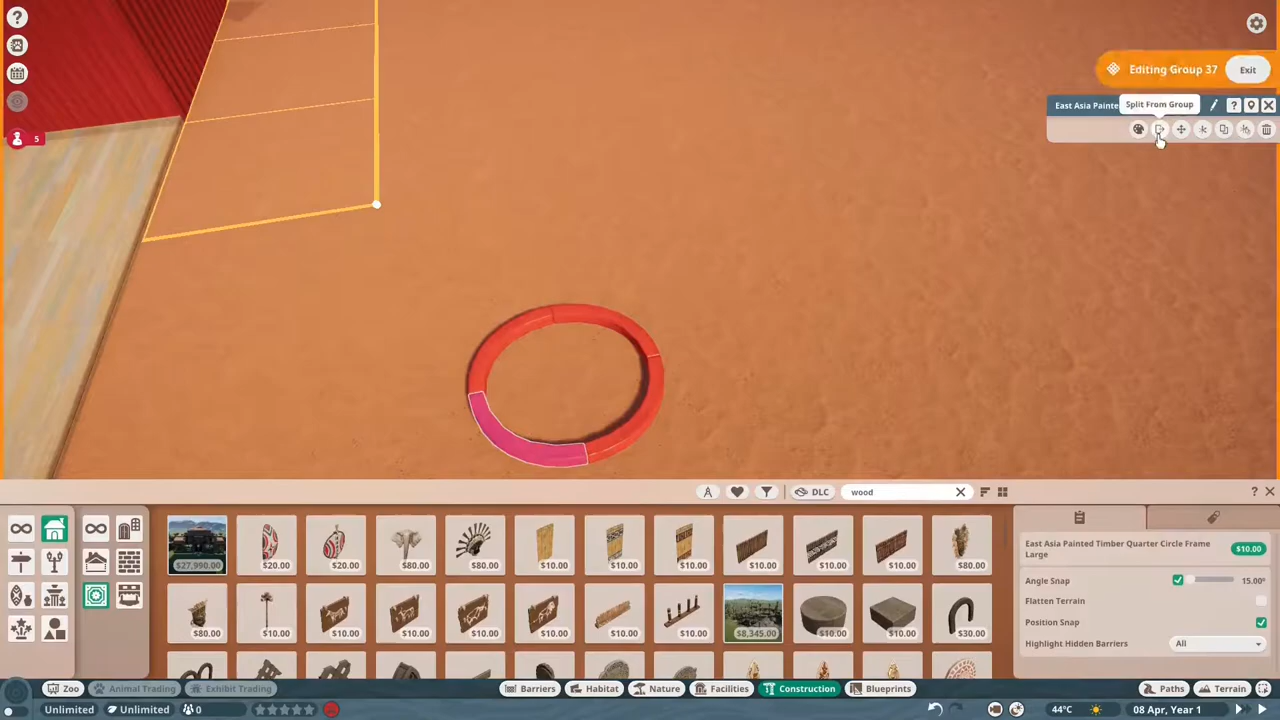 ?
Editing Group 37
Exit
East Asia Painte
Split From Group
?
5
DLC
wood
?
$27,990.00
$20.00
$20.00
$80.00
$80.00
$10.00
$10.00
$10.00
$10.00
$10.00
$10.00
$80.00
East Asia Painted Timber Quarter Circle Frame
Large
$10.00
Angle Snap
15.00°
Flatten Terrain
Position Snap
Highlight Hidden Barriers
All
$80.00
$10.00
$10.00
$10.00
$10.00
$10.00
$10.00
$8,345.00
$10.00
$10.00
$30.00
Zoo
Animal Trading
Exhibit Trading
Barriers
Habitat
Nature
Facilities
Construction
Blueprints
Paths
Terrain
Unlimited
Unlimited
0
44°C
08 Apr, Year 1